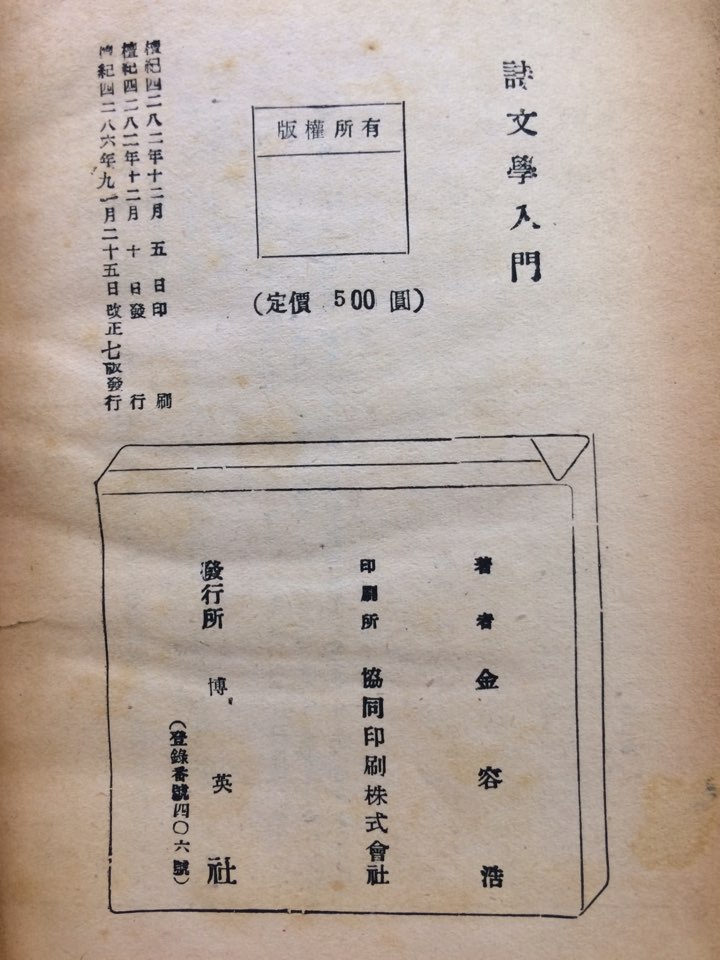 詩文學入門
版權所有
(定價 500 圓)
檀紀四二八二年十二月 五 日印 刷
檀紀四二八二年十二月 十 日發 行
檀紀四二八六年九月二十五日改正七版發行
著者 金容浩
印刷所 協同印刷株式會社
發行所 博英社
(登錄番號四〇六號)